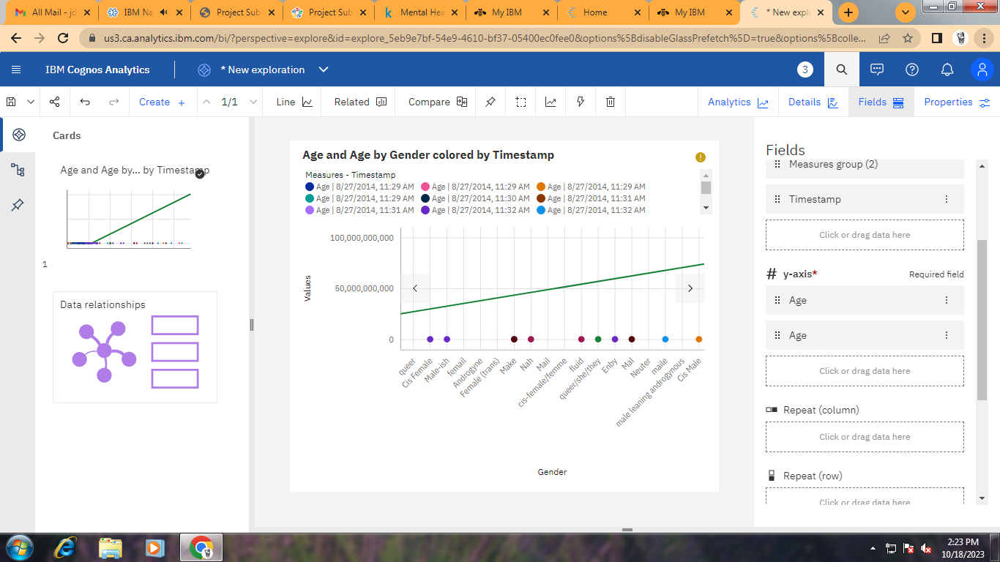 All Mail - jd
IBM Na
Project Sub
Project Sub
Mental Hea
My IBM
Home
My IBM
* New explo
us3.ca.analytics.ibm.com/bi/?perspective=explore&id=explore_5eb9e7bf-54e9-4610-bf37-05400ec0fee0&options%5BdisableGlassPrefetch%5D=true&options%5Bcolle...
IBM Cognos Analytics
* New exploration
3
Create +
1/1
Line
Related
Compare
Analytics
Details
Fields
Properties
Cards
Age and Age by... by Timestamp
1
Data relationships
Age and Age by Gender colored by Timestamp
Measures - Timestamp
Age | 8/27/2014, 11:29 AM Age | 8/27/2014, 11:29 AM Age | 8/27/2014, 11:29 AM
Age | 8/27/2014, 11:29 AM Age | 8/27/2014, 11:30 AM Age | 8/27/2014, 11:31 AM
Age | 8/27/2014, 11:31 AM Age | 8/27/2014, 11:32 AM Age | 8/27/2014, 11:32 AM
Values
100,000,000,000
50,000,000,000
0
queer
Cis Female
Male-ish
femail
Androgyne
Female (trans)
Make
Nah
Mail
cis-female/femme
fluid
queer/she/they
Enby
Mal
Neuter
male
male leaning androgynous
Cis Male
Gender
Fields
Measures group (2)
Timestamp
Click or drag data here
# y-axis*
Required field
Age
Age
Click or drag data here
Repeat (column)
Click or drag data here
Repeat (row)
Click or drag data here
2:23 PM
10/18/2023